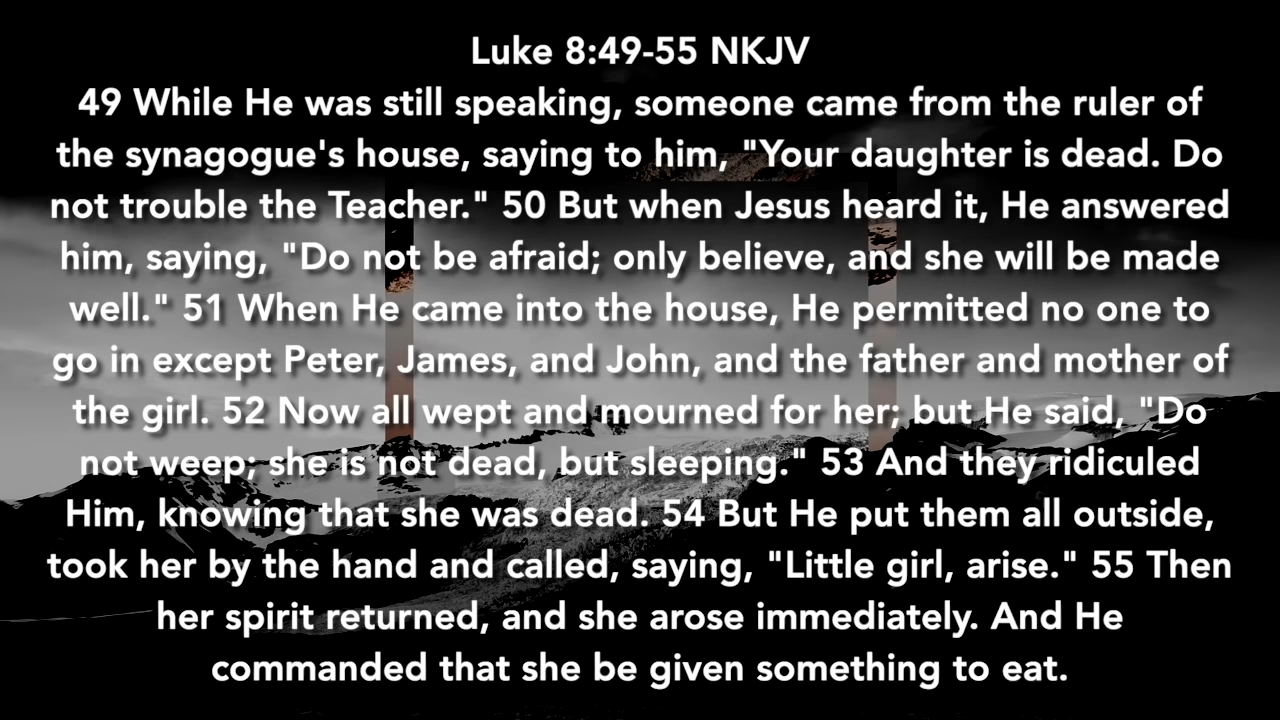 Luke 8:49-55 NKJV
49 While He was still speaking, someone came from the ruler of
the synagogue's house, saying to him, "Your daughter is dead. Do
not trouble the Teacher." 50 But when Jesus heard it, He answered
him, saying, "Do not be afraid; only believe, and she will be made
well." 51 When He came into the house, He permitted no one to
go in except Peter, James, and John, and the father and mother of
the girl. 52 Now all wept and mourned for her; but He said, "Do
not weep; she is not dead, but sleeping." 53 And they ridiculed
Him, knowing that she was dead. 54 But He put them all outside,
took her by the hand and called, saying, "Little girl, arise." 55 Then
her spirit returned, and she arose immediately. And He
commanded that she be given something to eat.